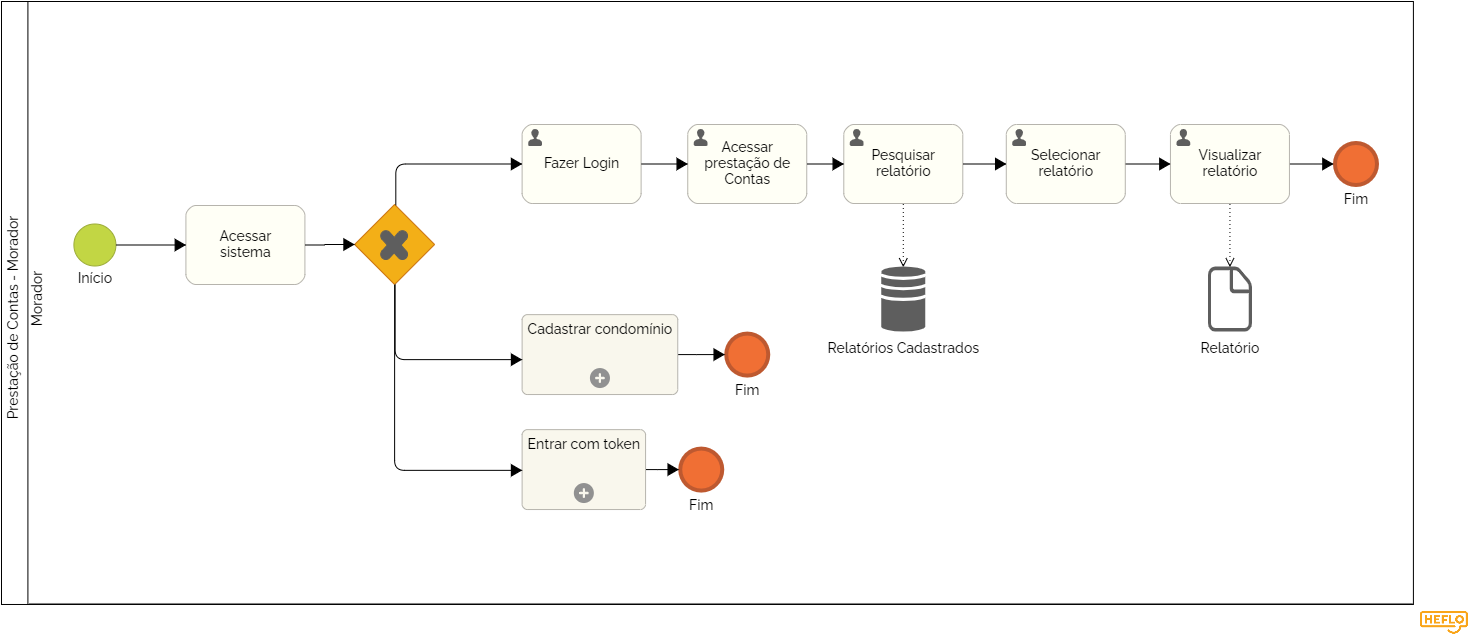 Prestação de Contas - Morador
Morador
Início
Acessar
sistema
Fazer Login
Acessar
prestação de
Contas
Pesquisar
relatório
Selecionar
relatório
Visualizar
relatório
Fim
Relatórios Cadastrados
Relatório
Cadastrar condomínio
Fim
Entrar com token
Fim
HEFLO